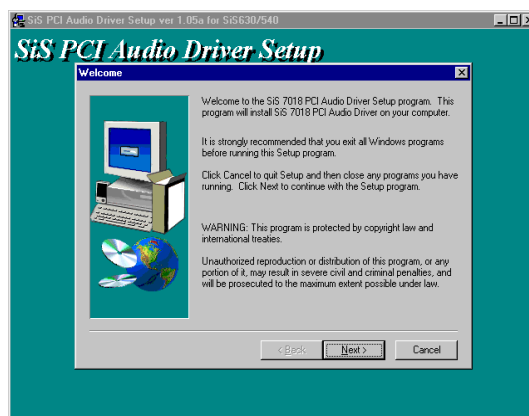 SiS PCI Audio Driver Setup ver 1.05a for SiS630/540
SiS PCI Audio Driver Setup
Welcome
Welcome to the SiS 7018 PCI Audio Driver Setup program. This
program will install SiS 7018 PCI Audio Driver on your computer.
It is strongly recommended that you exit all Windows programs
before running this Setup program.
Click Cancel to quit Setup and then close any programs you have
running. Click Next to continue with the Setup program.
WARNING: This program is protected by copyright law and
international treaties.
Unauthorized reproduction or distribution of this program, or any
portion of it, may result in severe civil and criminal penalties, and
will be prosecuted to the maximum extent possible under law.
< Back Next > Cancel